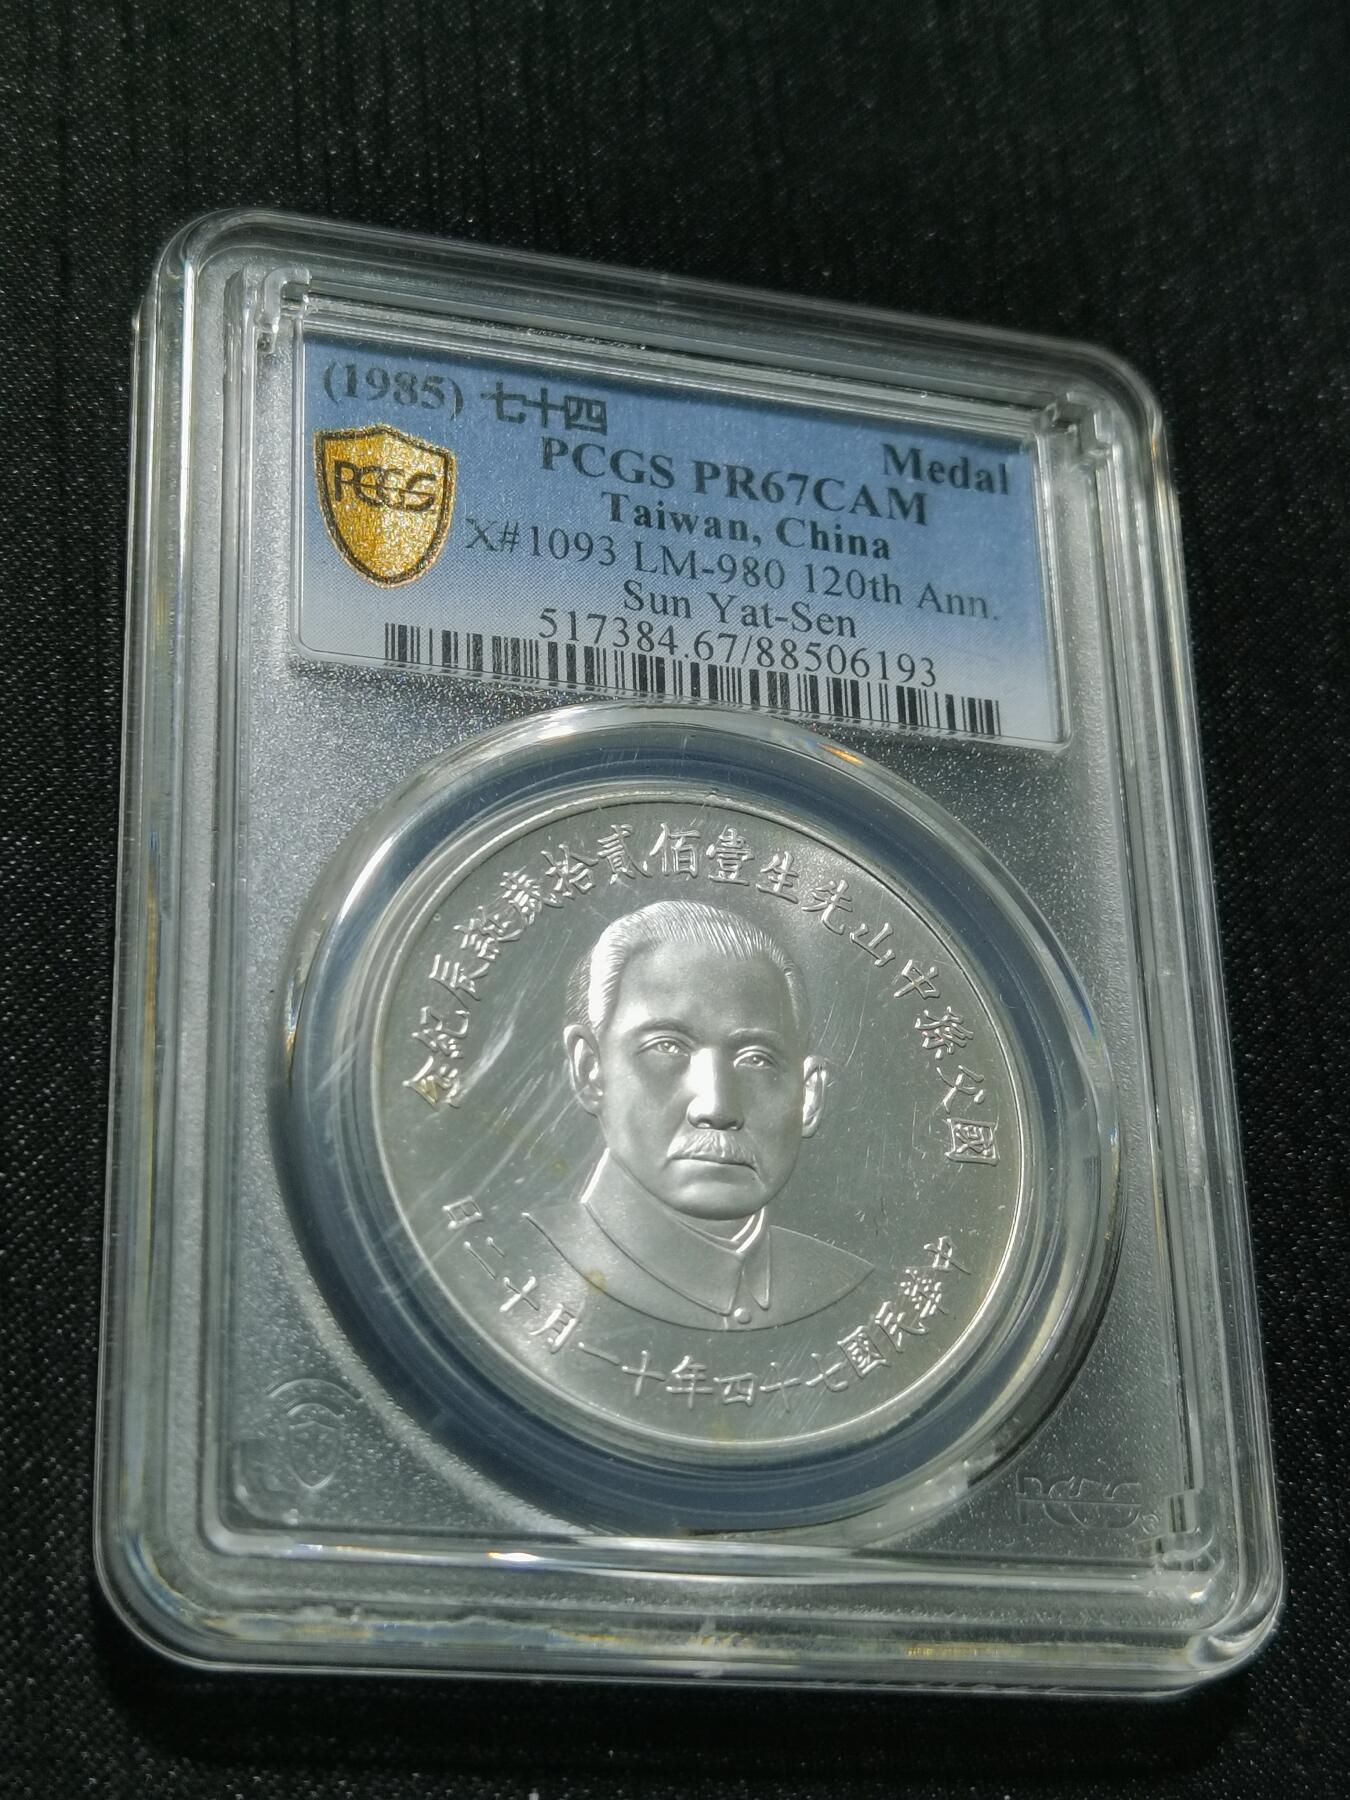 (1985) 七十四
Medal
PCGS
PCGS PR67CAM
Taiwan, China
X#1093 LM-980 120th Ann.
Sun Yat-Sen
517384.67/88506193
國父孫中山先生壹佰貳拾歲誕辰紀念
中華民國七十四年十一月十二日
PCGS